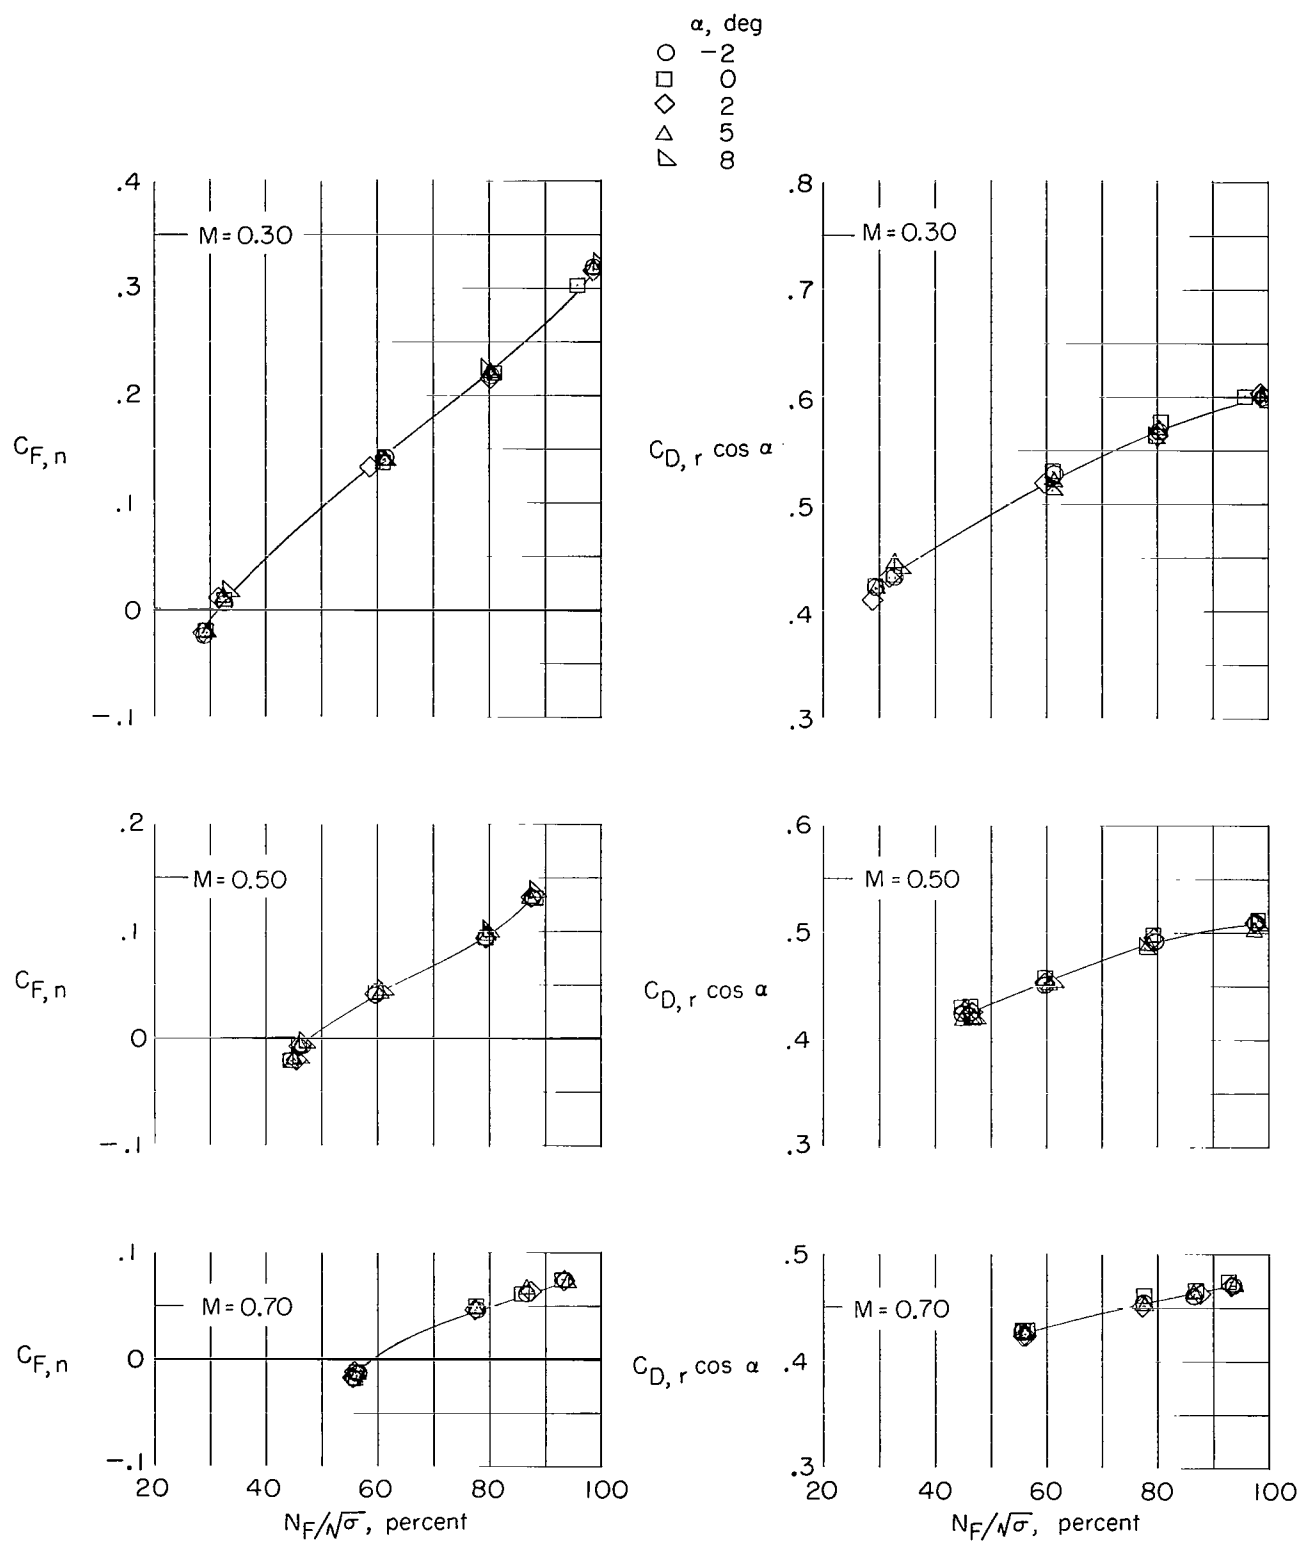 α, deg
−2
0
2
5
8
.4
.3
.2
.1
0
−.1
C_F,n
M=0.30
.8
.7
.6
.5
.4
.3
C_D,r cos α
M=0.30
.2
.1
0
−.1
C_F,n
M=0.50
.6
.5
.4
.3
C_D,r cos α
M=0.50
.1
0
−.1
C_F,n
M=0.70
20 40 60 80 100
N_F/√σ, percent
.5
.4
.3
C_D,r cos α
M=0.70
20 40 60 80 100
N_F/√σ, percent